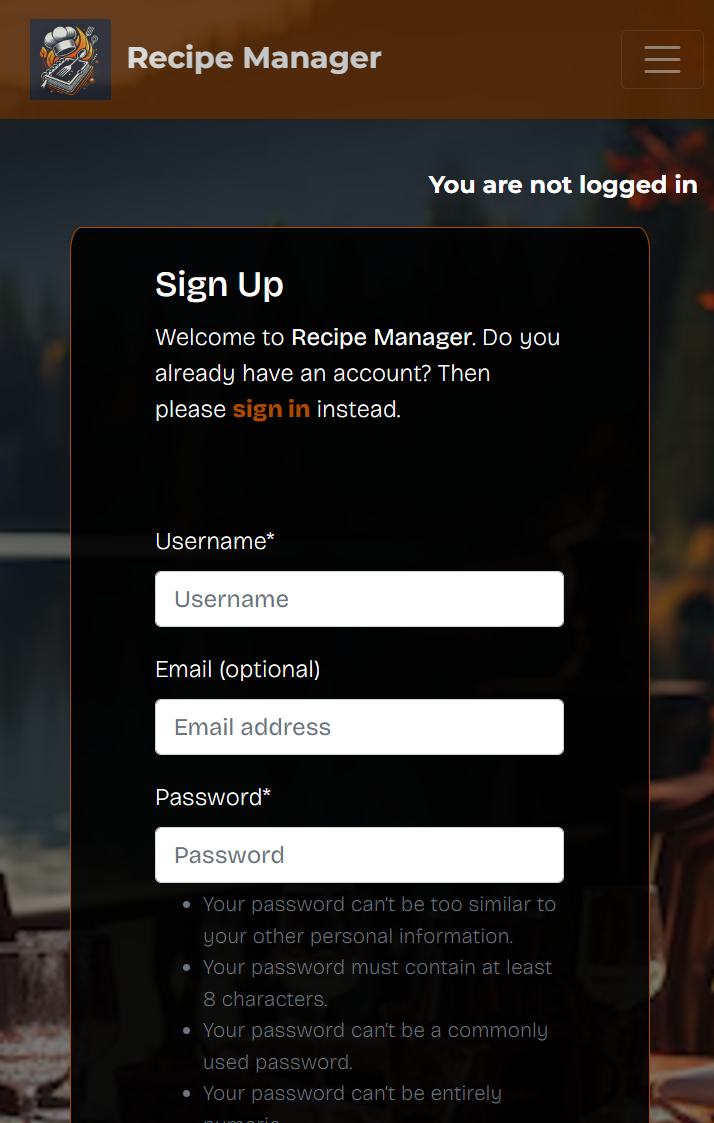 Recipe Manager
You are not logged in
Sign Up
Welcome to Recipe Manager. Do you
already have an account? Then
please sign in instead.
Username*
Username
Email (optional)
Email address
Password*
Password
• Your password can't be too similar to
your other personal information.
• Your password must contain at least
8 characters.
• Your password can't be a commonly
used password.
• Your password can't be entirely